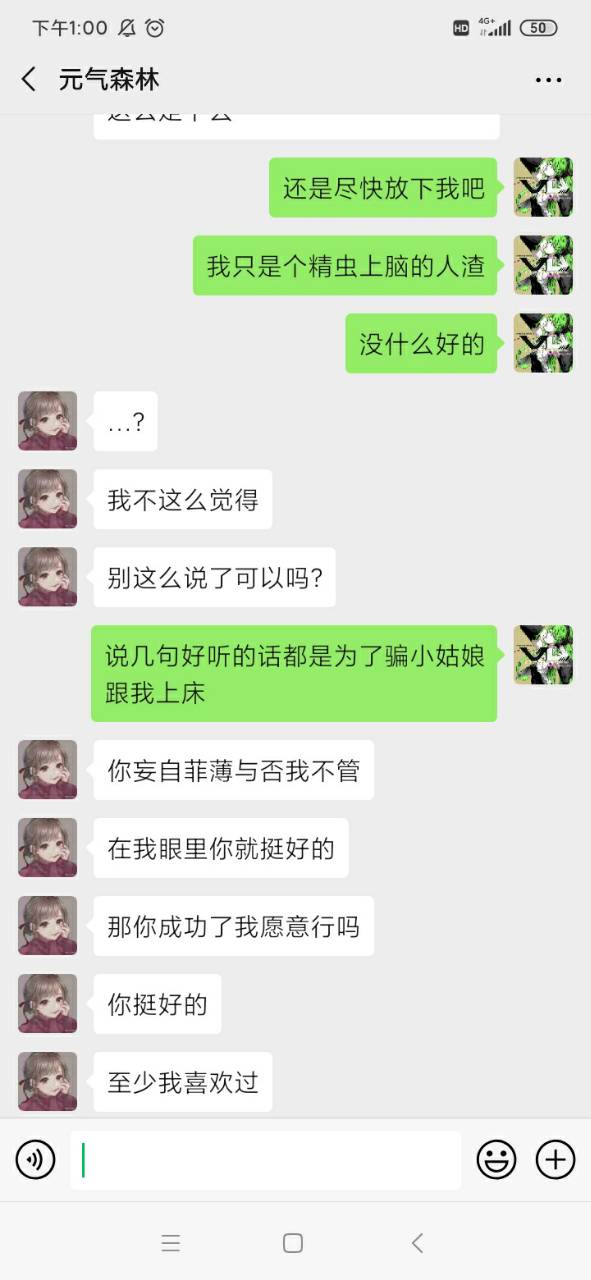 下午1:00
HD
4G+
50
元气森林
还是尽快放下我吧
我只是个精虫上脑的人渣
没什么好的
...?
我不这么觉得
别这么说了可以吗?
说几句好听的话都是为了骗小姑娘
跟我上床
你妄自菲薄与否我不管
在我眼里你就挺好的
那你成功了我愿意行吗
你挺好的
至少我喜欢过